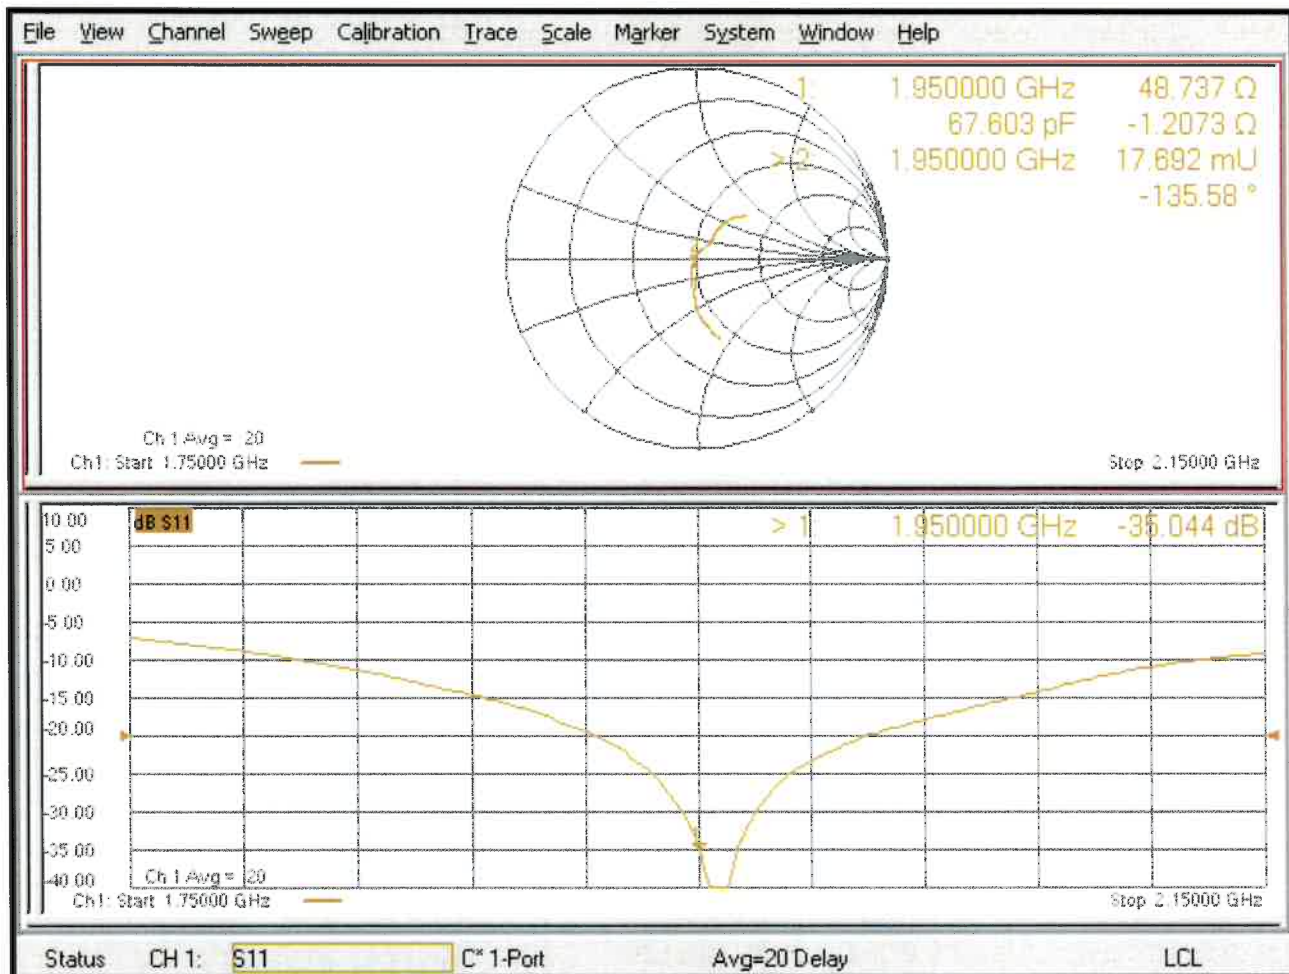 File View Channel Sweep Calibration Trace Scale Marker System Window Help
1: 1.950000 GHz 48.737 Ω
67.603 pF -1.2073 Ω
> 2: 1.950000 GHz 17.692 mU
-135.58 °
Ch 1 Avg = 20
Ch1: Start 1.75000 GHz Stop 2.15000 GHz
10.00 dB S11 > 1: 1.950000 GHz -35.044 dB
5.00
0.00
-5.00
-10.00
-15.00
-20.00
-25.00
-30.00
-35.00
-40.00 Ch 1 Avg = 20
Ch1: Start 1.75000 GHz Stop 2.15000 GHz
Status CH 1: S11 C* 1-Port Avg=20 Delay LCL